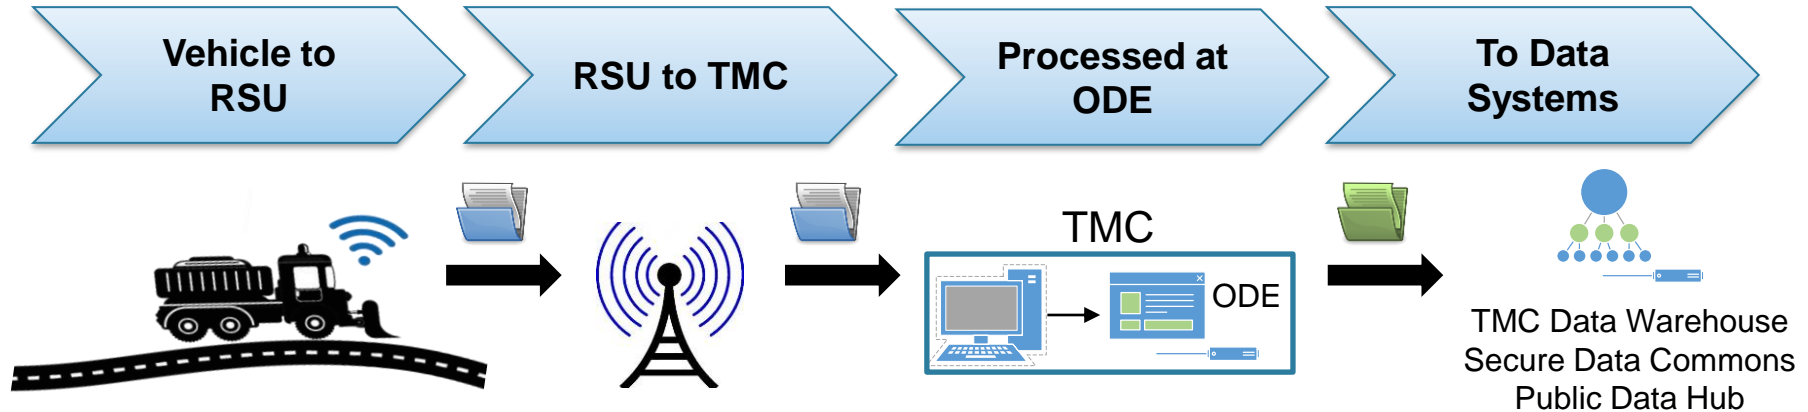 Vehicle to
RSU
RSU to TMC
Processed at
ODE
To Data
Systems
TMC
ODE
TMC Data Warehouse
Secure Data Commons
Public Data Hub